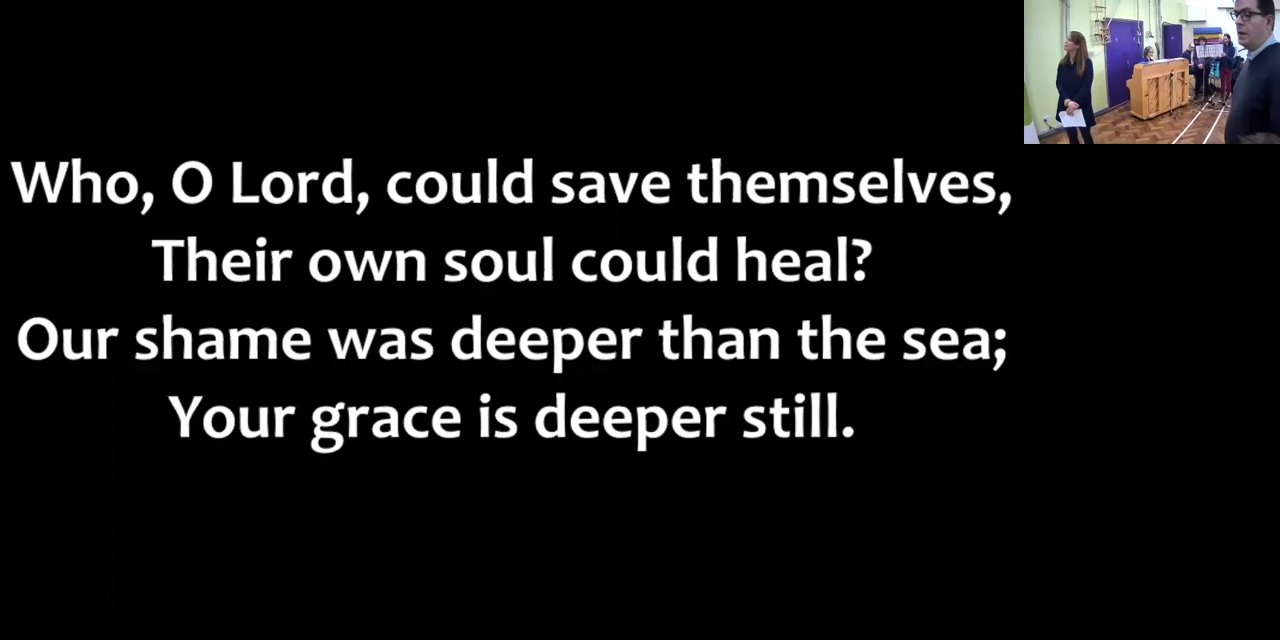 Who, O Lord, could save themselves,
Their own soul could heal?
Our shame was deeper than the sea;
Your grace is deeper still.